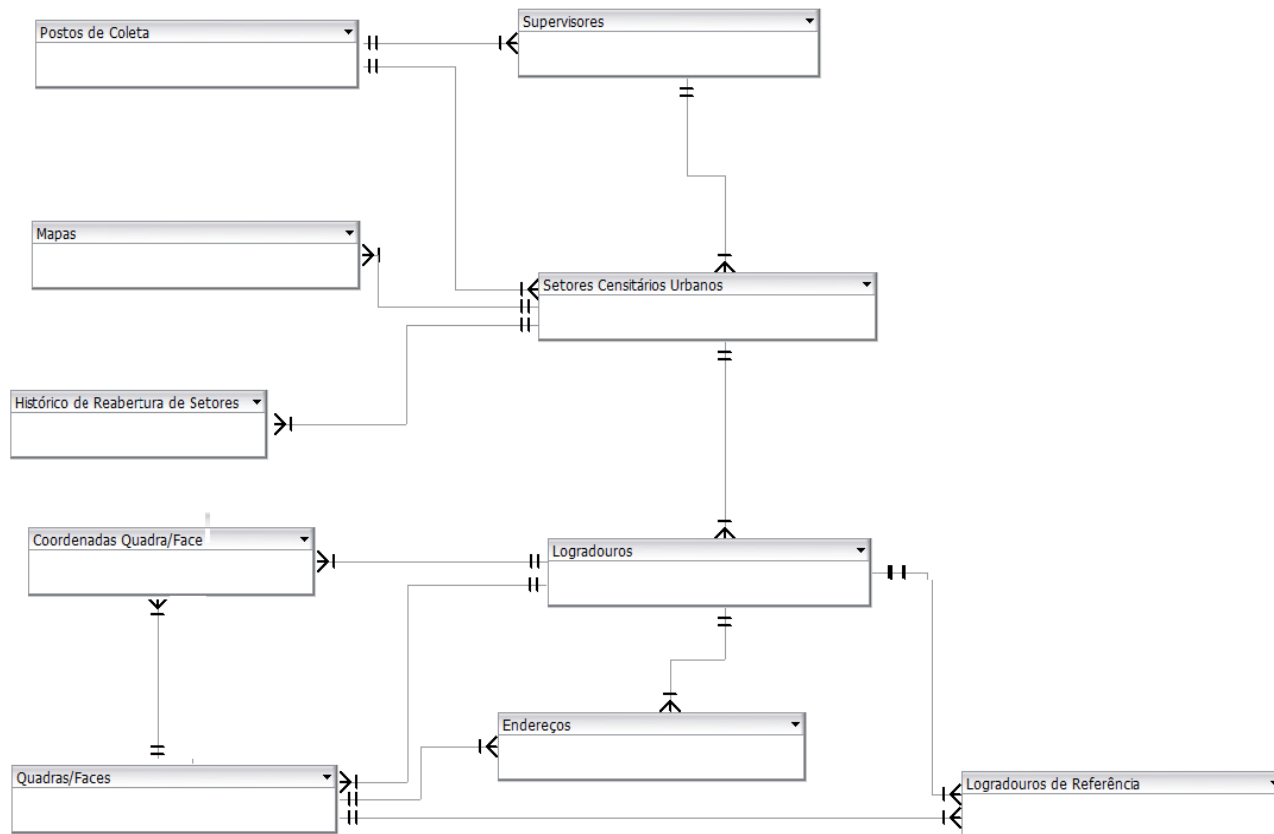 Postos de Coleta
Supervisores
Mapas
Setores Censitários Urbanos
Histórico de Reabertura de Setores
Coordenadas Quadra/Face
Logradouros
Endereços
Quadras/Faces
Logradouros de Referência